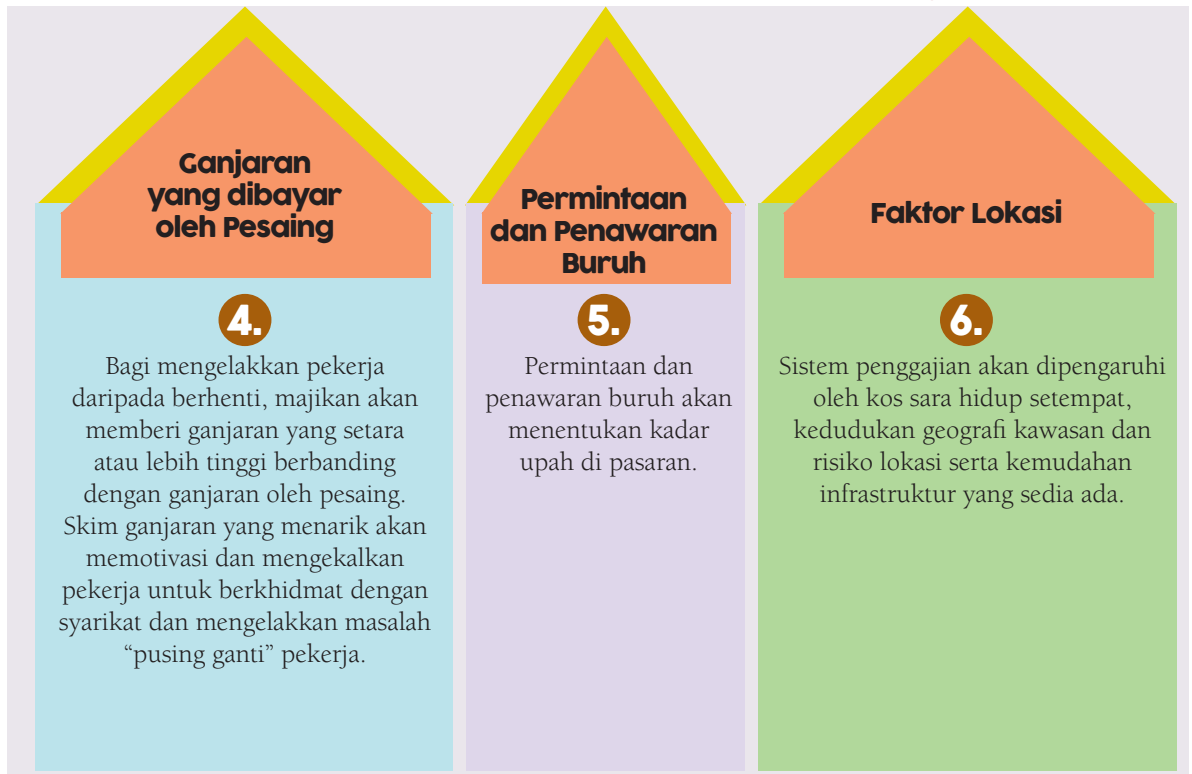 Ganjaran
yang dibayar
oleh Pesaing
4.
Bagi mengelakkan pekerja
daripada berhenti, majikan akan
memberi ganjaran yang setara
atau lebih tinggi berbanding
dengan ganjaran oleh pesaing.
Skim ganjaran yang menarik akan
memotivasi dan mengekalkan
pekerja untuk berkhidmat dengan
syarikat dan mengelakkan masalah
“pusing ganti” pekerja.
Permintaan
dan Penawaran
Buruh
5.
Permintaan dan
penawaran buruh akan
menentukan kadar
upah di pasaran.
Faktor Lokasi
6.
Sistem penggajian akan dipengaruhi
oleh kos sara hidup setempat,
kedudukan geografi kawasan dan
risiko lokasi serta kemudahan
infrastruktur yang sedia ada.